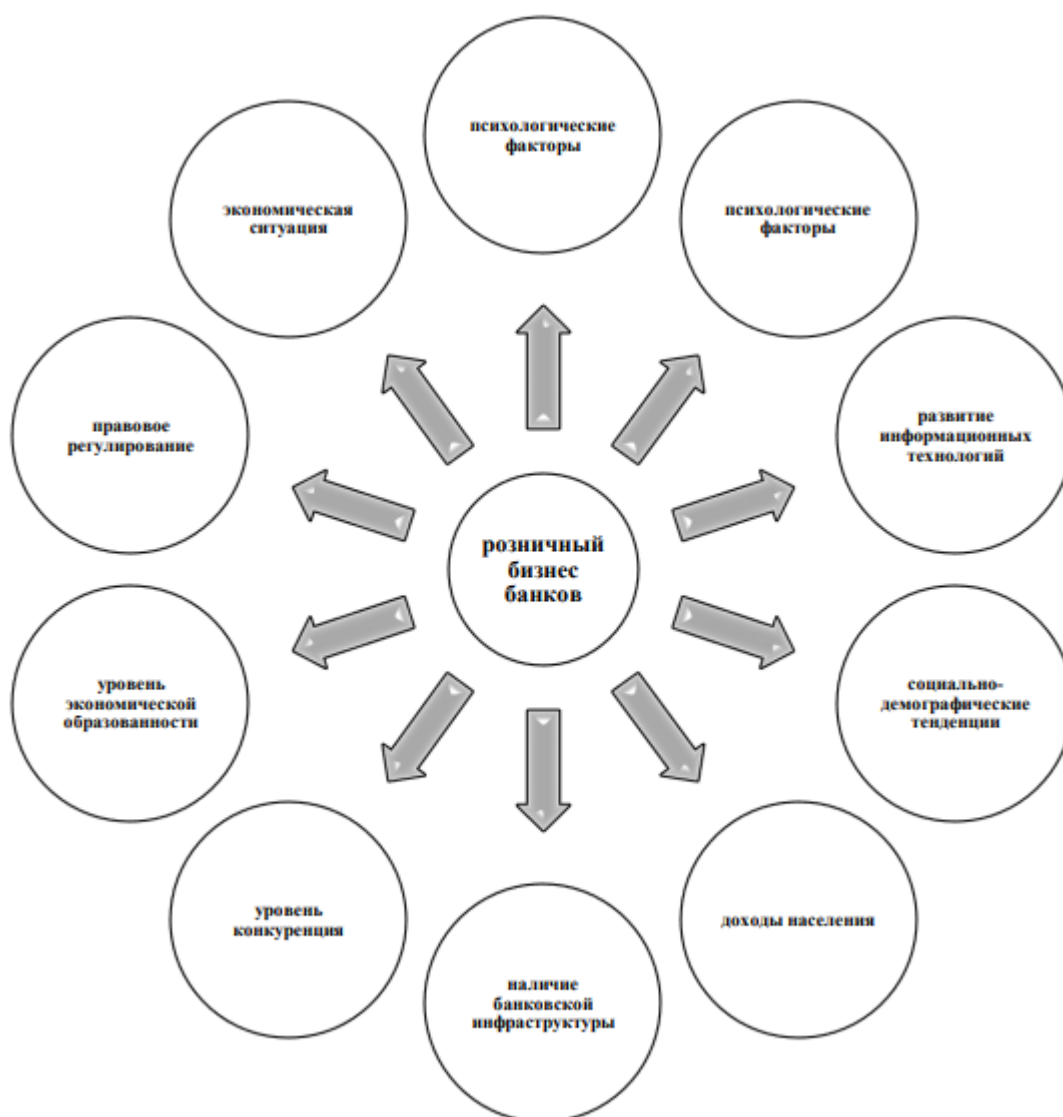 психологические
факторы
психологические
факторы
экономическая
ситуация
правовое
регулирование
развитие
информационных
технологий
розничный
бизнес
банков
уровень
экономической
образованности
социально-
демографические
тенденции
уровень
конкуренция
доходы населения
наличие
банковской
инфраструктуры